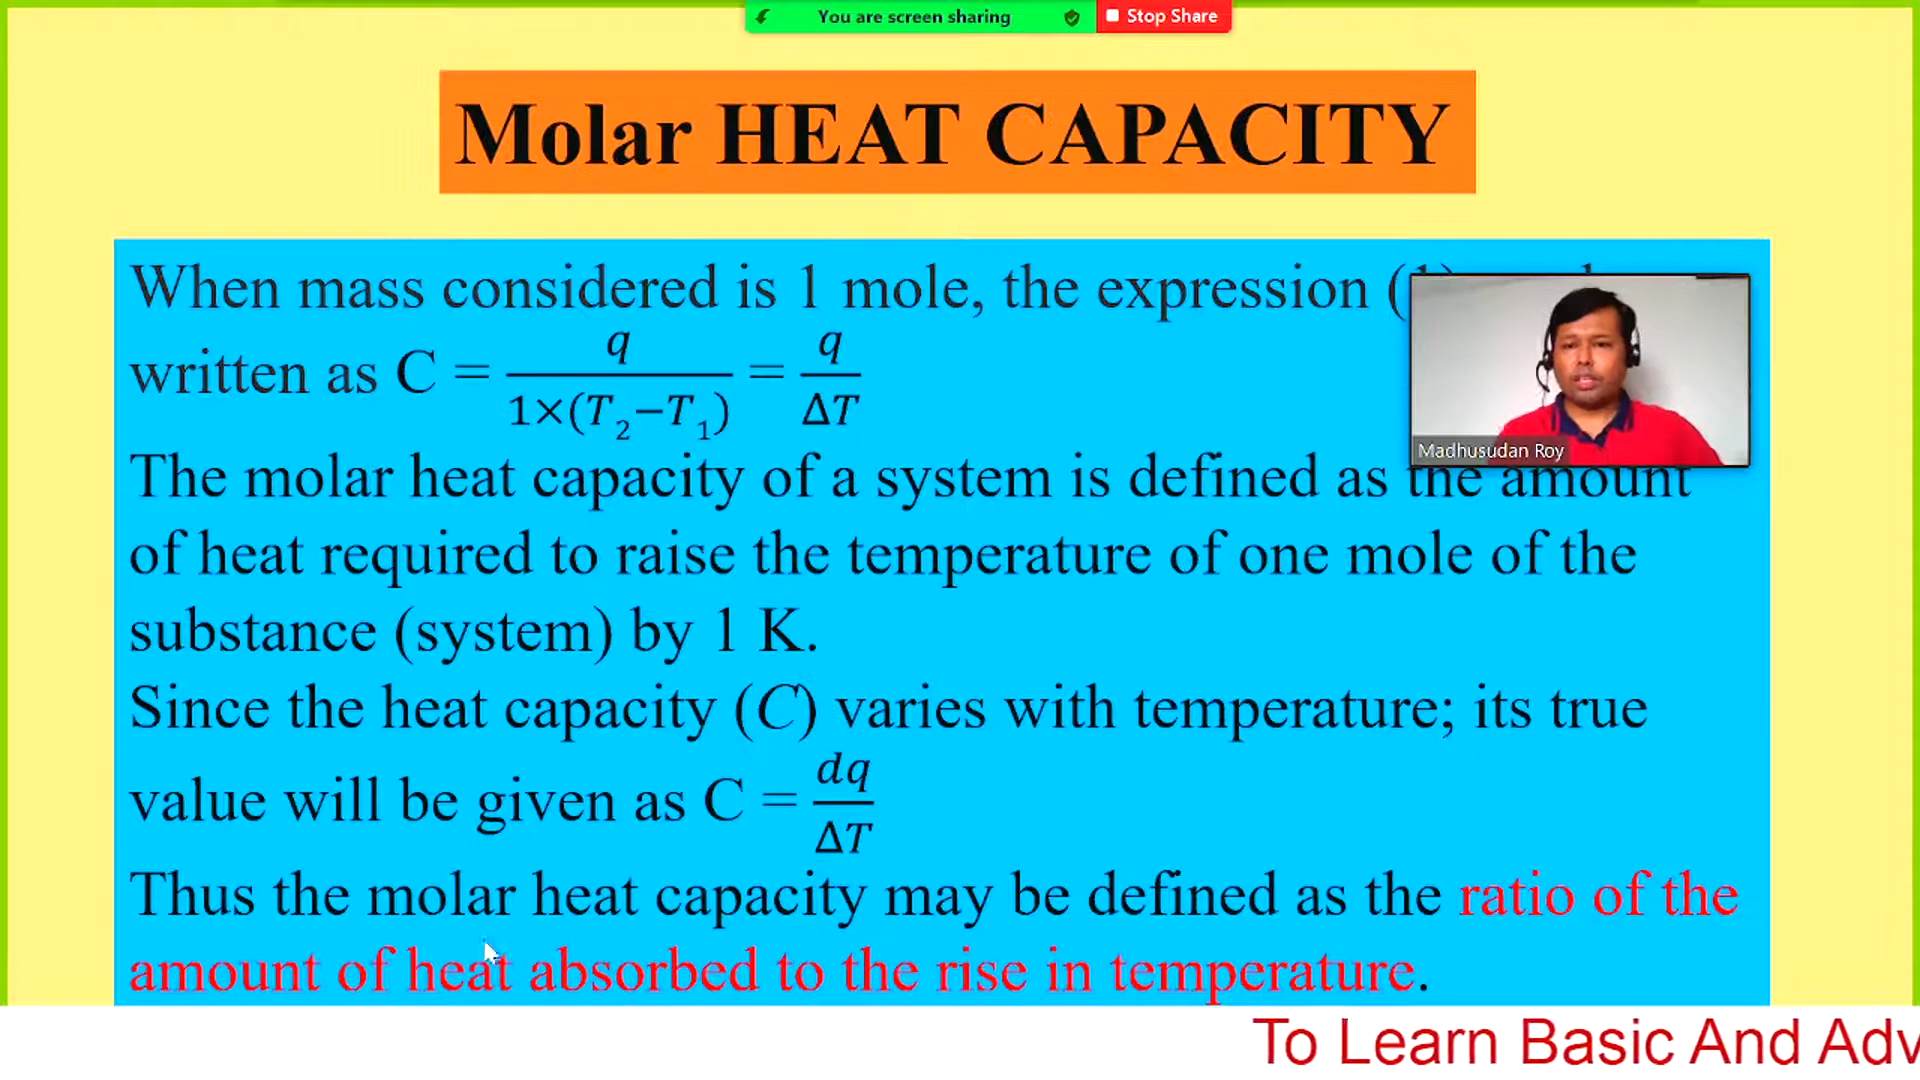 You are screen sharing
Stop Share
Molar HEAT CAPACITY
When mass considered is 1 mole, the expression (
written as C = q / 1×(T₂−T₁) = q / ΔT
Madhusudan Roy
The molar heat capacity of a system is defined as the amount
of heat required to raise the temperature of one mole of the
substance (system) by 1 K.
Since the heat capacity (C) varies with temperature; its true
value will be given as C = dq / ΔT
Thus the molar heat capacity may be defined as the ratio of the
amount of heat absorbed to the rise in temperature.
To Learn Basic And Adv